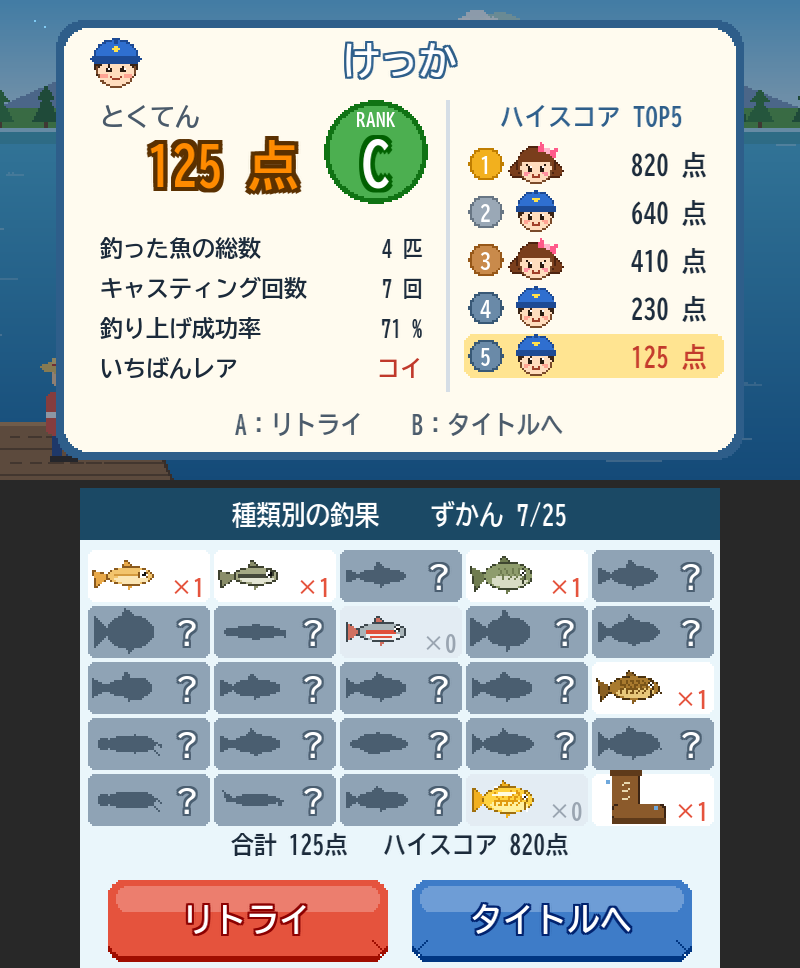 けっか
とくてん
125 点
RANK
C
釣った魚の総数 4 匹
キャスティング回数 7 回
釣り上げ成功率 71 %
いちばんレア コイ
ハイスコア TOP5
1 820 点
2 640 点
3 410 点
4 230 点
5 125 点
A：リトライ B：タイトルへ
種類別の釣果 ずかん 7/25
×1 ×1 ? ×1 ?
? ? ×0 ? ?
? ? ? ? ×1
? ? ? ? ?
? ? ? ×0 ×1
合計 125点 ハイスコア 820点
リトライ タイトルへ